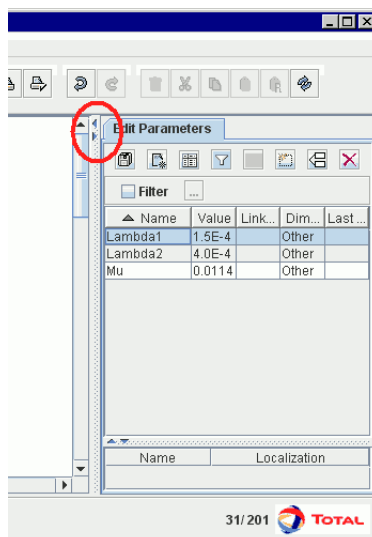 Edit Parameters
Filter ...
Name Value Link... Dim... Last ...
Lambda1 1.5E-4 Other
Lambda2 4.0E-4 Other
Mu 0.0114 Other
Name Localization
31/201 TOTAL